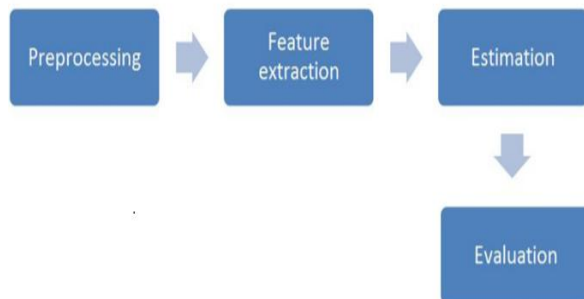 Preprocessing
Feature
extraction
Estimation
Evaluation